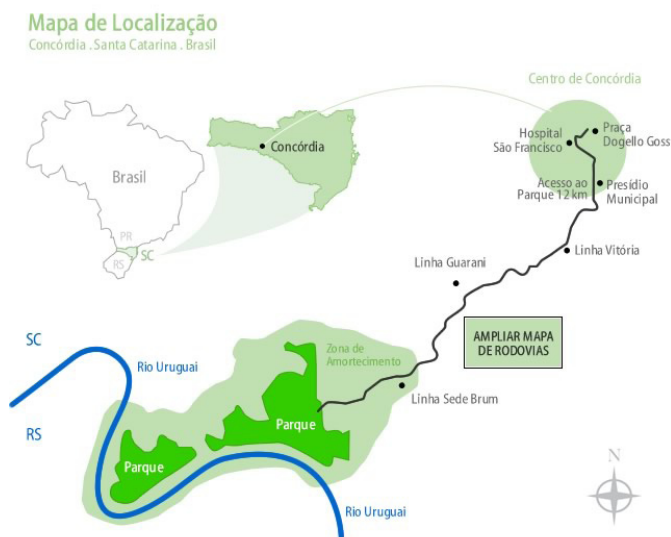 Mapa de Localização
Concórdia . Santa Catarina . Brasil
Centro de Concórdia
Praça
Dogello Goss
Hospital
São Francisco
Concórdia
Brasil
Acesso ao
Parque 12 km
Presídio
Municipal
PR
SC
RS
Linha Vitória
Linha Guarani
AMPLIAR MAPA
DE RODOVIAS
SC
Rio Uruguai
Zona de
Amortecimento
Linha Sede Brum
RS
Parque
Parque
N
Rio Uruguai